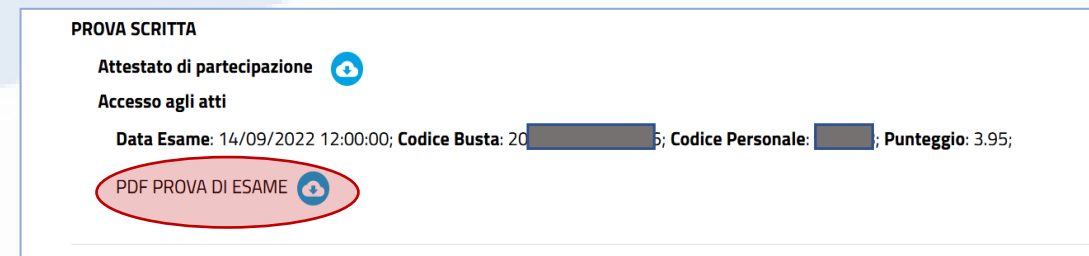 PROVA SCRITTA
Attestato di partecipazione
Accesso agli atti
Data Esame: 14/09/2022 12:00:00; Codice Busta: 20 5; Codice Personale: ; Punteggio: 3.95;
PDF PROVA DI ESAME